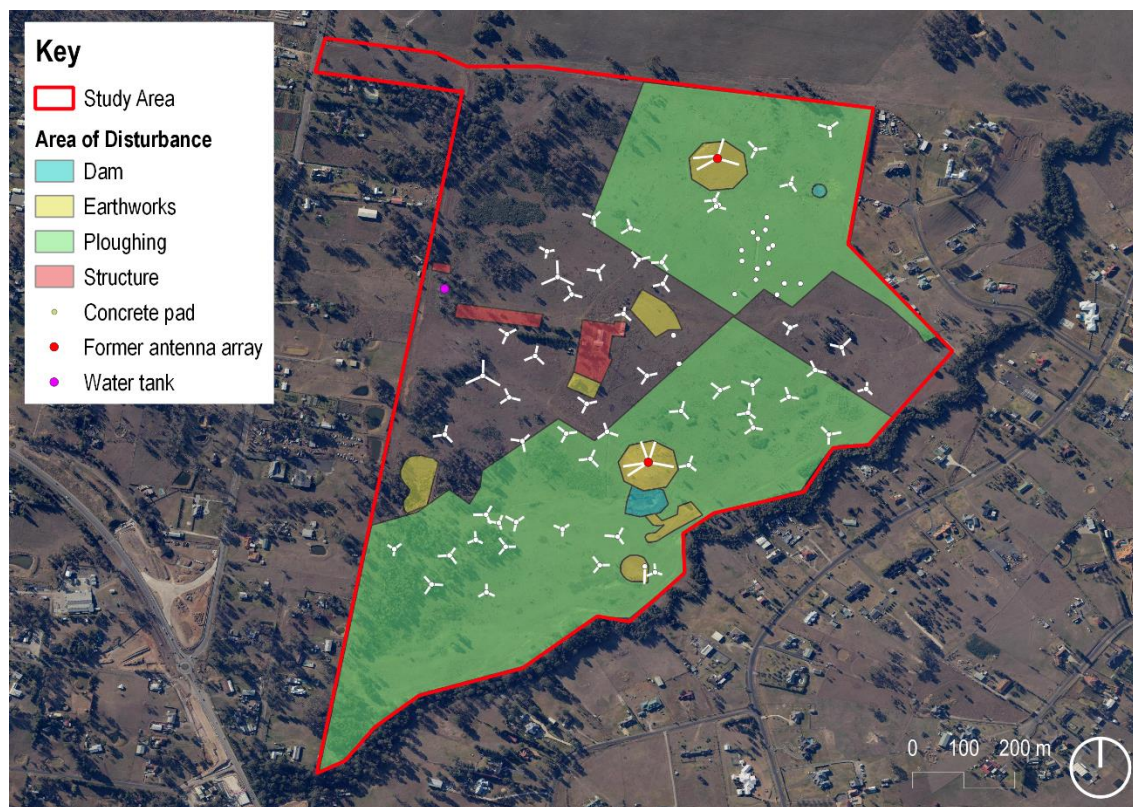 Key
Study Area
Area of Disturbance
Dam
Earthworks
Ploughing
Structure
Concrete pad
Former antenna array
Water tank
0 100 200 m